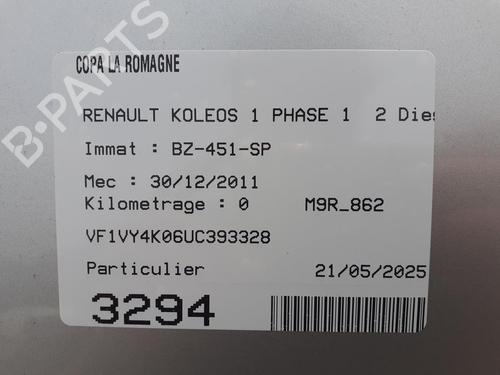 COPA LA ROMAGNE
RENAULT KOLEOS 1 PHASE 1 2 Dies
Immat : BZ-451-SP
Mec : 30/12/2011
Kilometrage : 0 M9R_862
VF1VY4K06UC393328
Particulier 21/05/2025
3294
B-PARTS